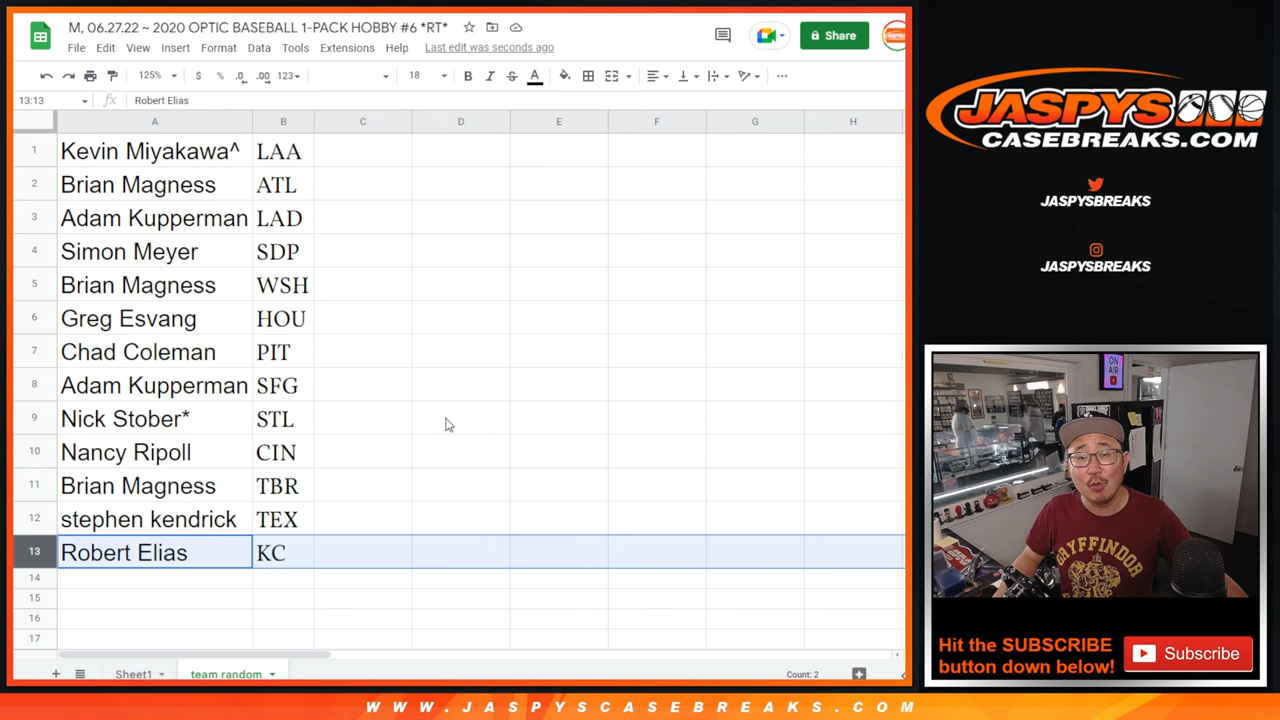 M, 06.27.22 ~ 2020 OPTIC BASEBALL 1-PACK HOBBY #6 *RT*
File Edit View Insert Format Data Tools Extensions Help Last edit was seconds ago
Share
125% $ % .0 .00 123 18 B I S A
13:13 fx Robert Elias
A B C D E F G H
1 Kevin Miyakawa^ LAA
2 Brian Magness ATL
3 Adam Kupperman LAD
4 Simon Meyer SDP
5 Brian Magness WSH
6 Greg Esvang HOU
7 Chad Coleman PIT
8 Adam Kupperman SFG
9 Nick Stober* STL
10 Nancy Ripoll CIN
11 Brian Magness TBR
12 stephen kendrick TEX
13 Robert Elias KC
14
15
16
17
+ Sheet1 team random Count: 2
JASPYS
CASEBREAKS.COM
JASPYSBREAKS
JASPYSBREAKS
ON
AIR
GRYFFINDOR
Hit the SUBSCRIBE
button down below!
Subscribe
WWW.JASPYSCASEBREAKS.COM